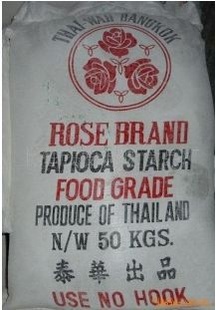 THAI WAH BANGKOK
ROSE BRAND
TAPIOCA STARCH
FOOD GRADE
PRODUCE OF THAILAND
N/W 50 KGS.
泰華出品
USE NO HOOK